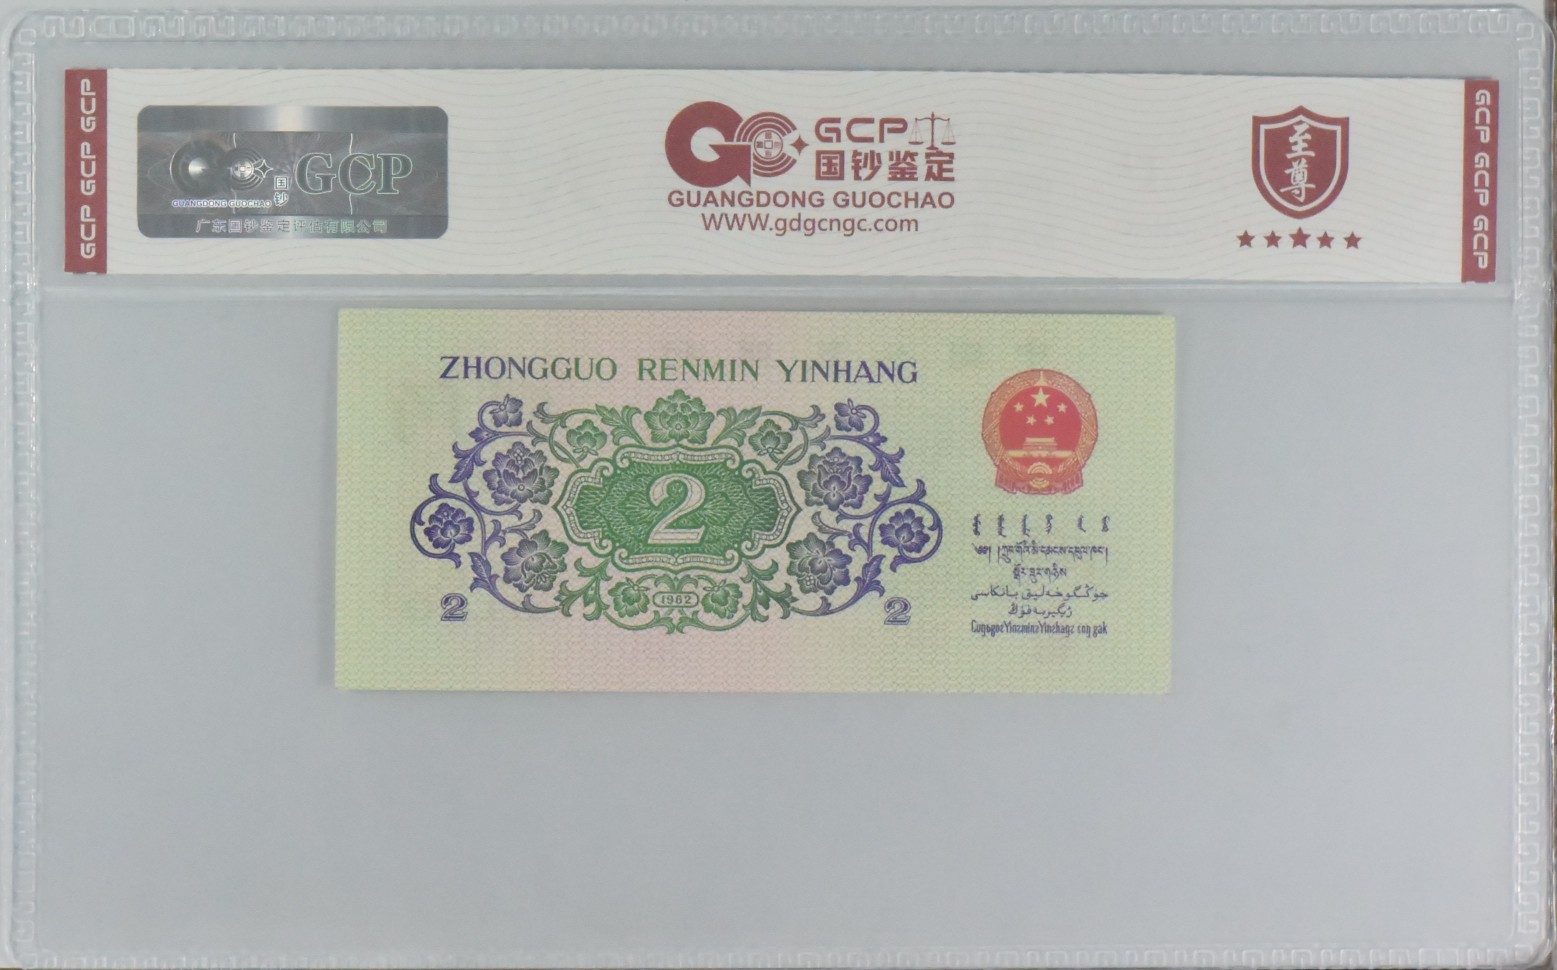 GCP GCP GCP
国钞
GCP
GUANGDONG GUOCHAO
广东国钞鉴定评估有限公司
GCP
国钞鉴定
GUANGDONG GUOCHAO
WWW.gdgcngc.com
至尊
GCP GCP GCP
ZHONGGUO RENMIN YINHANG
2
1962
2 2